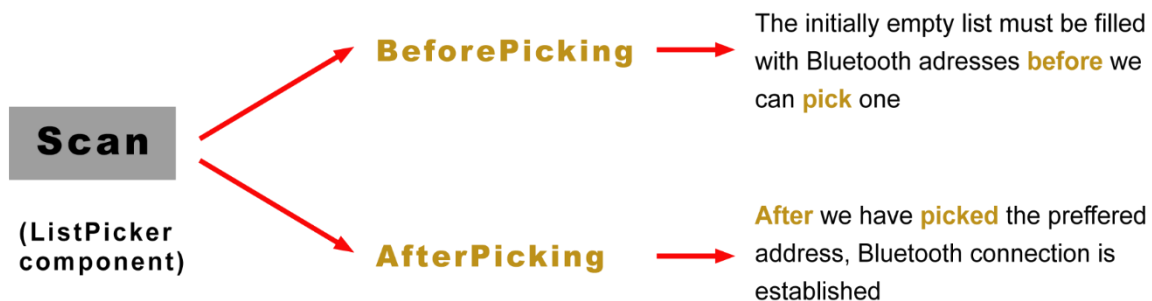 Scan
(ListPicker
component)
BeforePicking
The initially empty list must be filled
with Bluetooth adresses before we
can pick one
AfterPicking
After we have picked the preffered
address, Bluetooth connection is
established